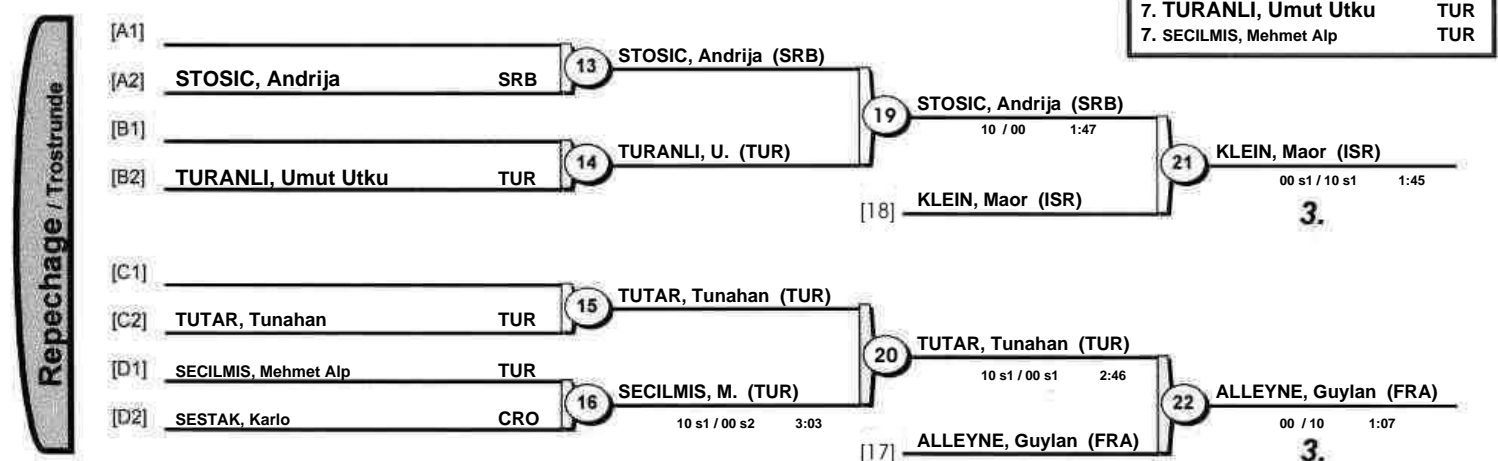 7. TURANLI, Umut Utku TUR
7. SECILMIS, Mehmet Alp TUR
Repechage / Trostrunde
[A1]
[A2] STOSIC, Andrija SRB
13 STOSIC, Andrija (SRB)
[B1]
[B2] TURANLI, Umut Utku TUR
14 TURANLI, U. (TUR)
19 STOSIC, Andrija (SRB)
10 / 00 1:47
[18] KLEIN, Maor (ISR)
21 KLEIN, Maor (ISR)
00 s1 / 10 s1 1:45
3.
[C1]
[C2] TUTAR, Tunahan TUR
15 TUTAR, Tunahan (TUR)
[D1] SECILMIS, Mehmet Alp TUR
[D2] SESTAK, Karlo CRO
16 SECILMIS, M. (TUR)
10 s1 / 00 s2 3:03
20 TUTAR, Tunahan (TUR)
10 s1 / 00 s1 2:46
[17] ALLEYNE, Guylan (FRA)
22 ALLEYNE, Guylan (FRA)
00 / 10 1:07
3.